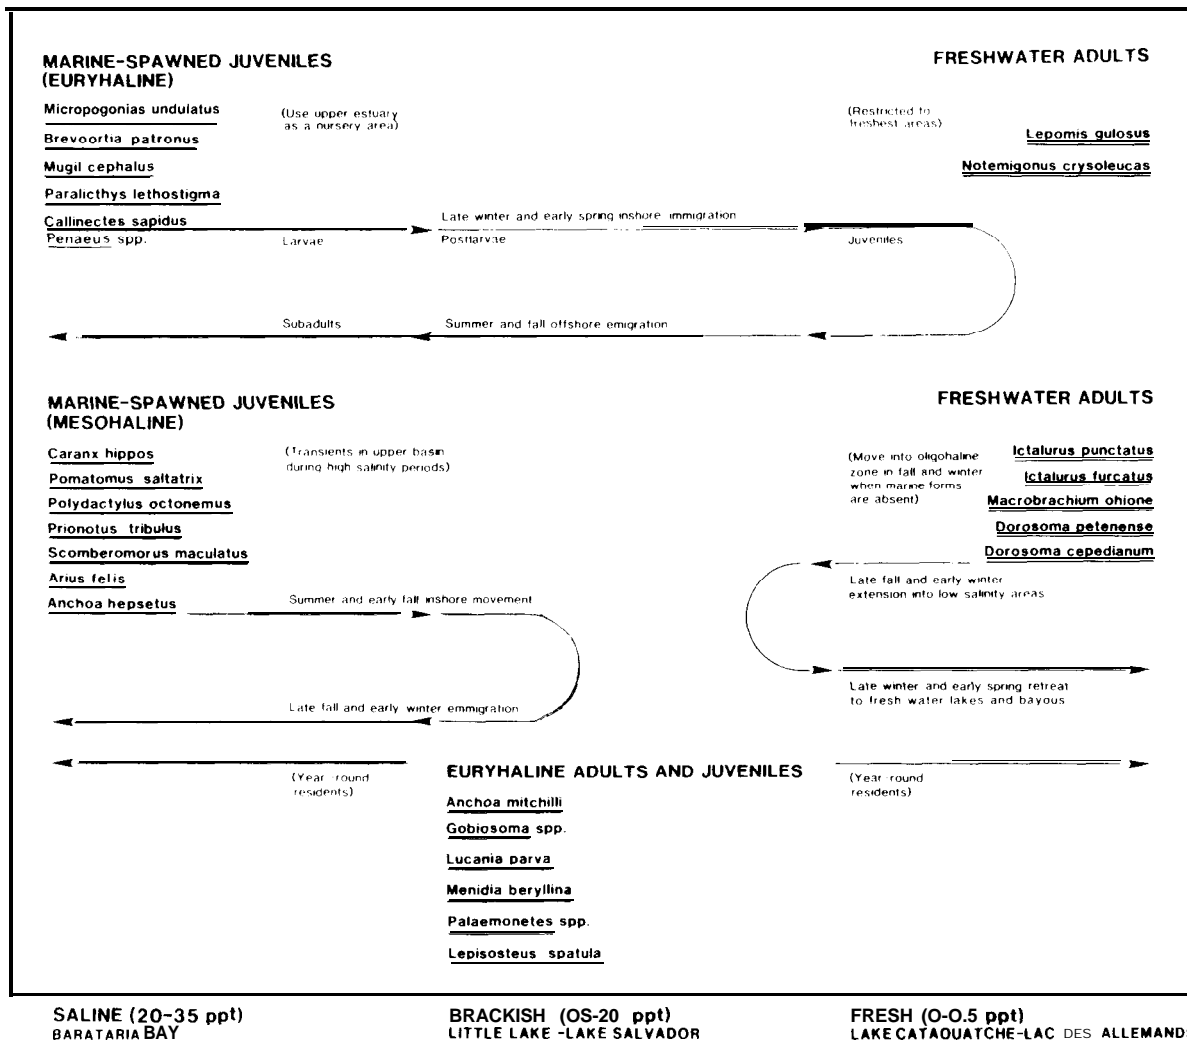 MARINE-SPAWNED JUVENILES
(EURYHALINE)
FRESHWATER ADULTS
Micropogonias undulatus
Brevoortia patronus
Mugil cephalus
Paralicthys lethostigma
Callinectes sapidus
Penaeus spp.
(Use upper estuary
as a nursery area)
(Restricted to
freshest areas)
Lepomis gulosus
Notemigonus crysoleucas
Late winter and early spring inshore immigration
Larvae
Postlarvae
Juveniles
Subadults
Summer and fall offshore emigration
MARINE-SPAWNED JUVENILES
(MESOHALINE)
FRESHWATER ADULTS
Caranx hippos
Pomatomus saltatrix
Polydactylus octonemus
Prionotus tribulus
Scomberomorus maculatus
Arius felis
Anchoa hepsetus
(Transients in upper basin
during high salinity periods)
(Move into oligohaline
zone in fall and winter
when marine forms
are absent)
Ictalurus punctatus
Ictalurus furcatus
Macrobrachium ohione
Dorosoma petenense
Dorosoma cepedianum
Summer and early fall inshore movement
Late fall and early winter
extension into low salinity areas
Late fall and early winter emmigration
Late winter and early spring retreat
to fresh water lakes and bayous
(Year round
residents)
EURYHALINE ADULTS AND JUVENILES
(Year round
residents)
Anchoa mitchilli
Gobiosoma spp.
Lucania parva
Menidia beryllina
Palaemonetes spp.
Lepisosteus spatula
SALINE (20-35 ppt)
BARATARIA BAY
BRACKISH (OS-20 ppt)
LITTLE LAKE -LAKE SALVADOR
FRESH (O-O.5 ppt)
LAKE CATAOUATCHE-LAC DES ALLEMANDS